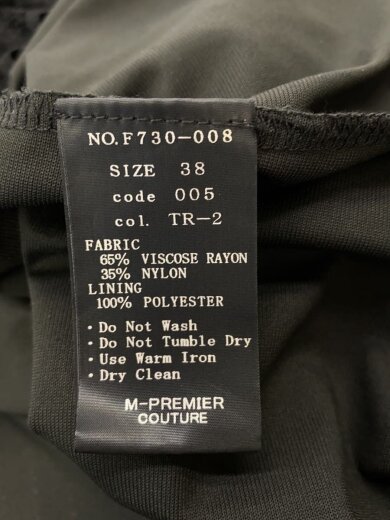 NO.F730-008
SIZE 38
code 005
col. TR-2
FABRIC
65% VISCOSE RAYON
35% NYLON
LINING
100% POLYESTER
・Do Not Wash
・Do Not Tumble Dry
・Use Warm Iron
・Dry Clean
M-PREMIER
COUTURE